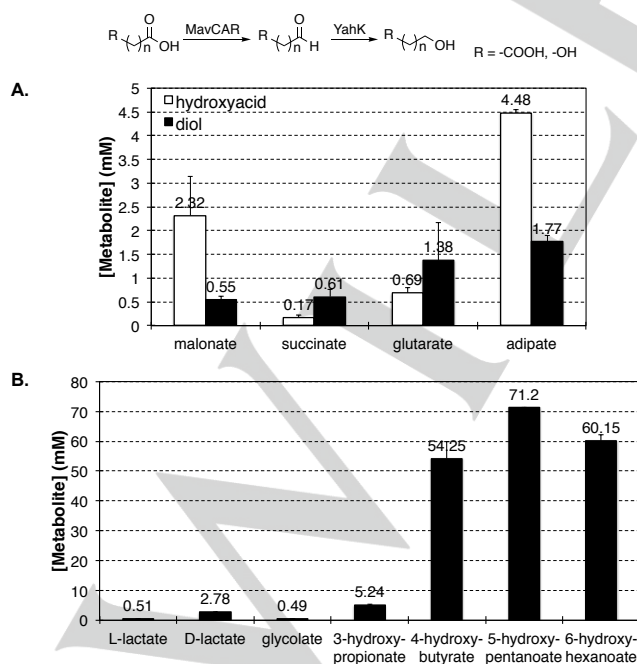 R ( )n O OH MavCAR R ( )n O H YahK R ( )n OH R = -COOH, -OH
A.
[Metabolite] (mM)
5
4.5
4
3.5
3
2.5
2
1.5
1
0.5
0
hydroxyacid
diol
2.32 0.55 0.17 0.61 0.69 1.38 4.48 1.77
malonate succinate glutarate adipate
B.
[Metabolite] (mM)
80
70
60
50
40
30
20
10
0
0.51 2.78 0.49 5.24 54.25 71.2 60.15
L-lactate D-lactate glycolate 3-hydroxy- 4-hydroxy- 5-hydroxy- 6-hydroxy-
propionate butyrate pentanoate hexanoate